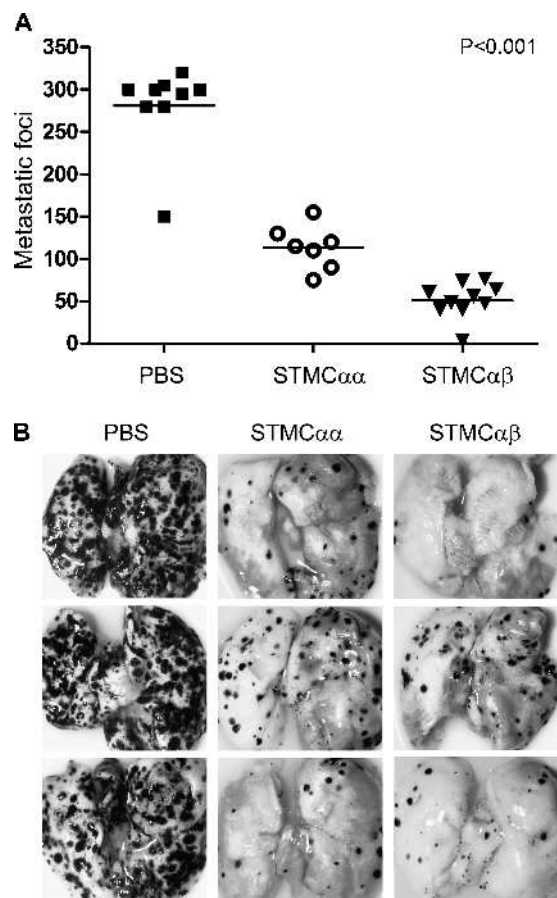 A
P<0.001
350
300
250
200
150
100
50
0
Metastatic foci
PBS STMCαα STMCαβ
B PBS STMCαα STMCαβ